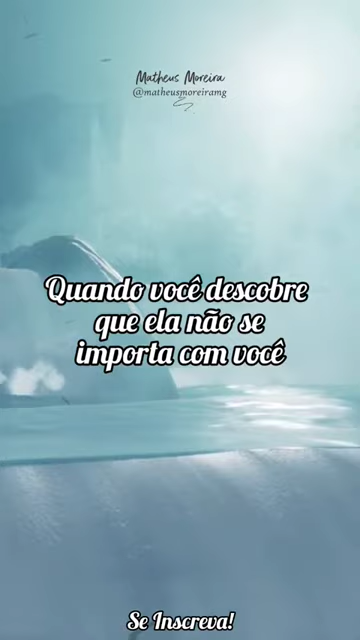 Matheus Moreira
@matheusmoreiramg
Quando você descobre
que ela não se
importa com você
Se Inscreva!